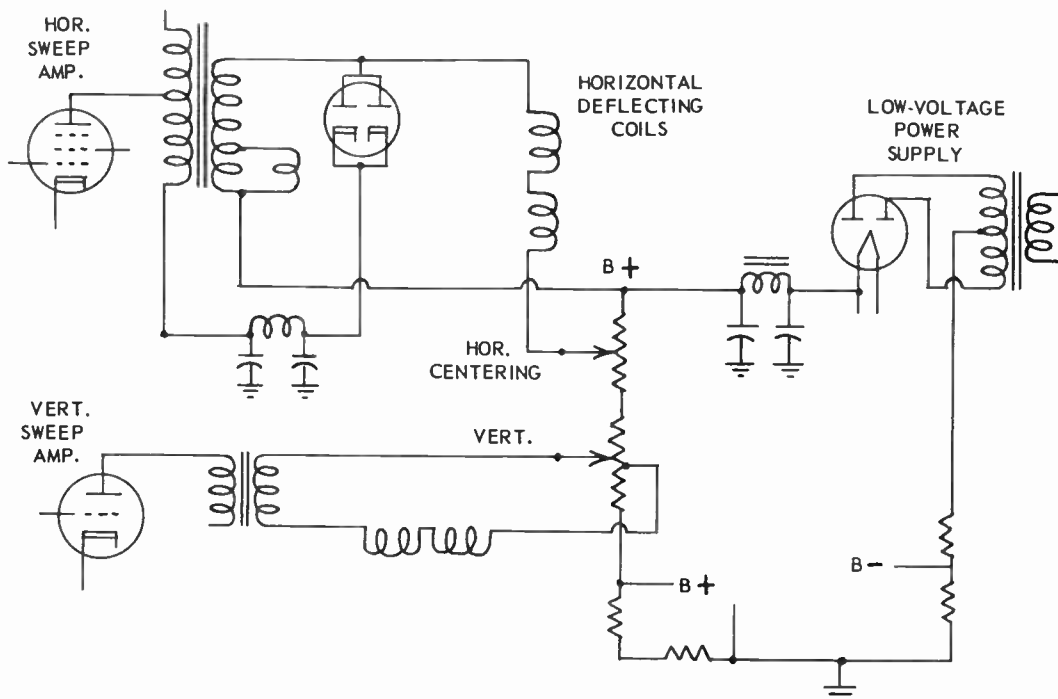 HOR.
SWEEP
AMP.
HORIZONTAL
DEFLECTING
COILS
LOW-VOLTAGE
POWER
SUPPLY
B+
HOR.
CENTERING
VERT.
SWEEP
AMP.
VERT.
B+
B-